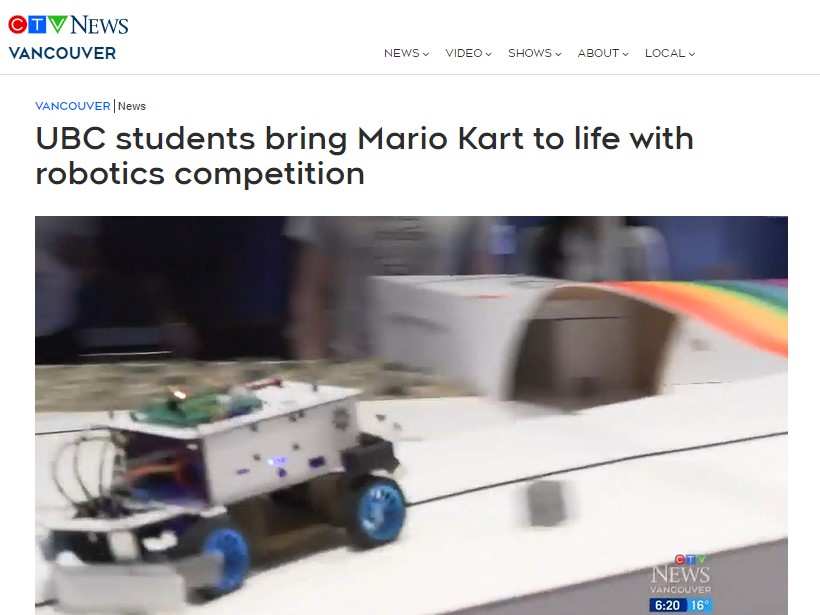 CTV NEWS
VANCOUVER
NEWS VIDEO SHOWS ABOUT LOCAL
VANCOUVER | News
UBC students bring Mario Kart to life with
robotics competition
CTV
NEWS
VANCOUVER
6:20 16°